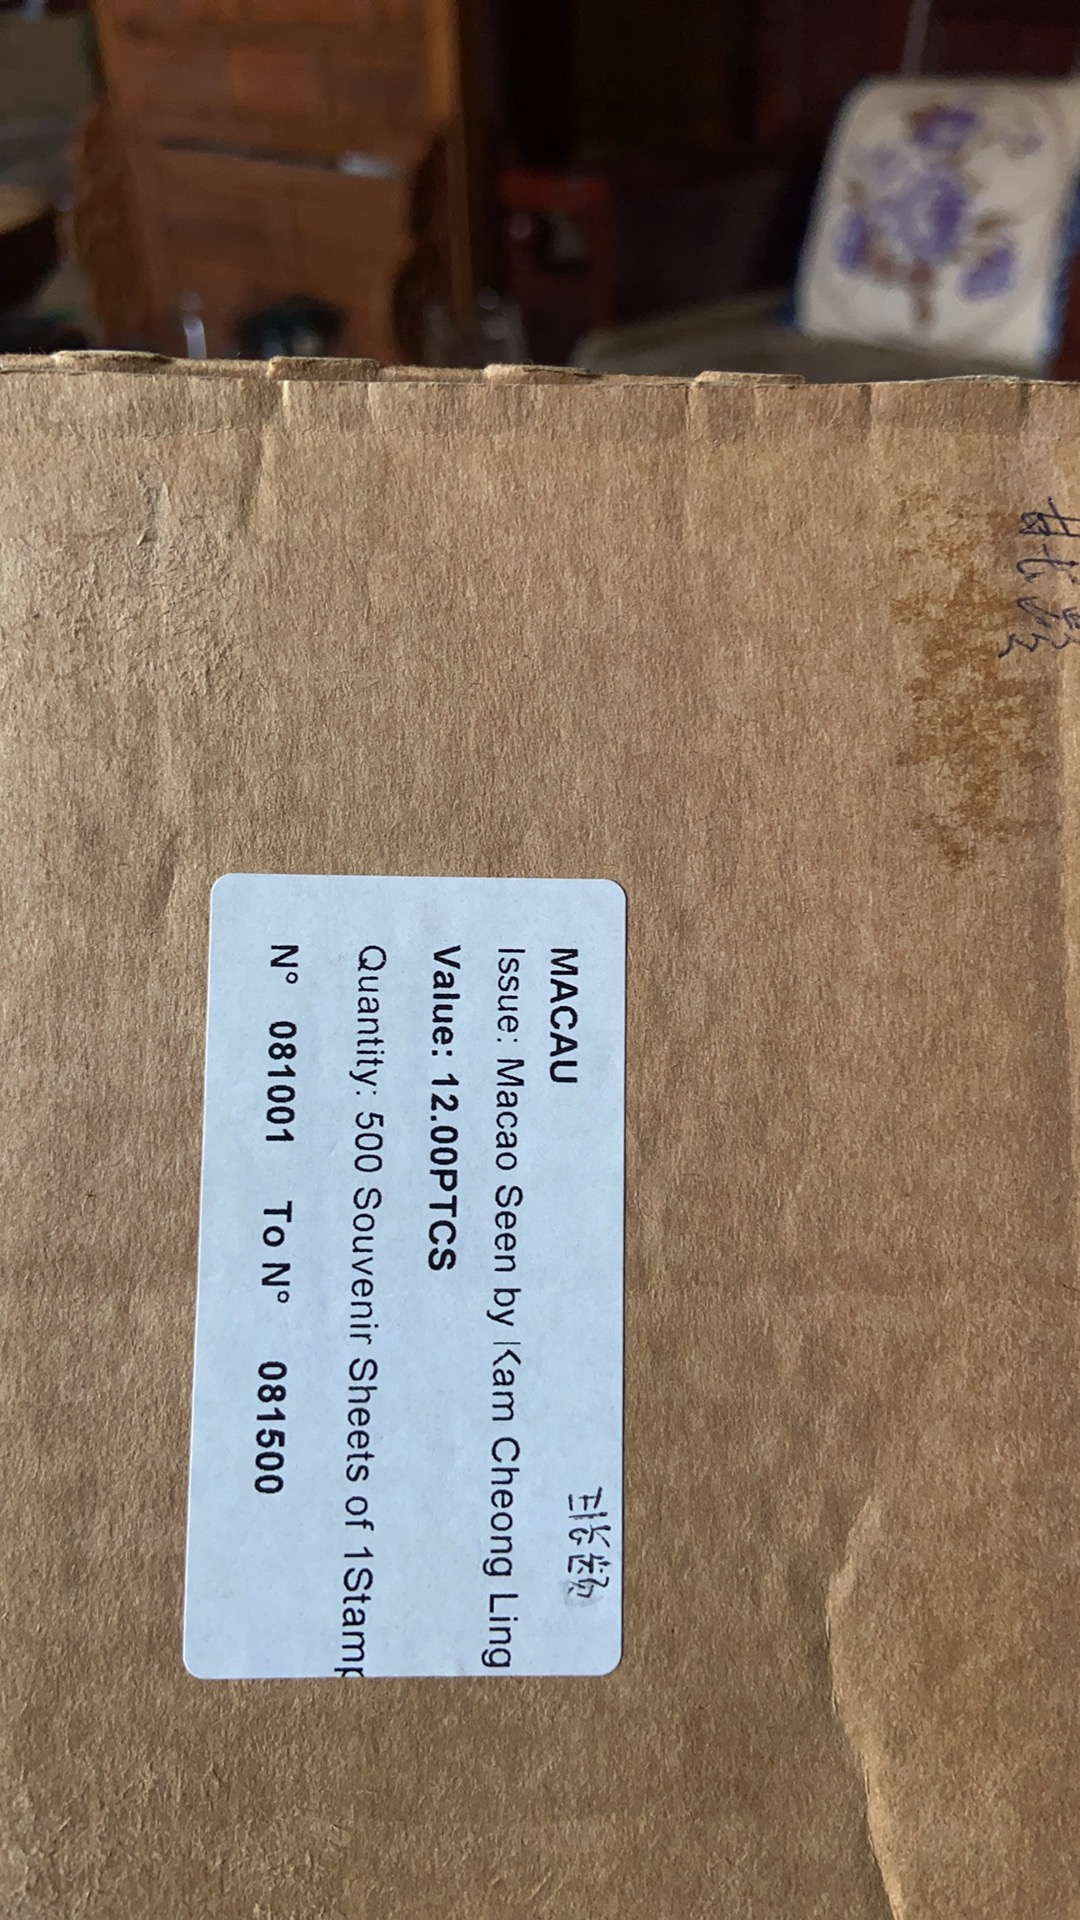 MACAU
Issue: Macao Seen by Kam Cheong Ling
Value: 12.00PTCS
Quantity: 500 Souvenir Sheets of 1Stamp
N° 081001 To N° 081500